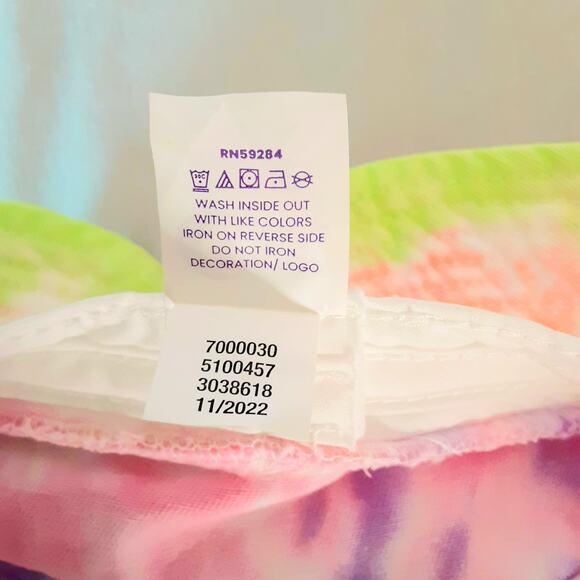 RN59284
30C
WASH INSIDE OUT
WITH LIKE COLORS
IRON ON REVERSE SIDE
DO NOT IRON
DECORATION/ LOGO
7000030
5100457
3038618
11/2022